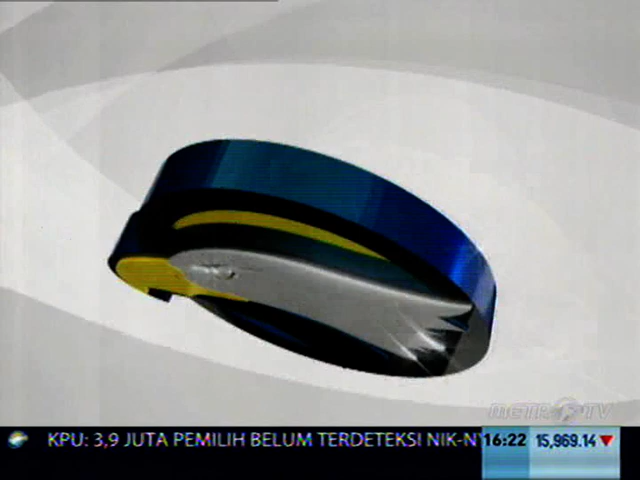 METRO TV
KPU: 3,9 JUTA PEMILIH BELUM TERDETEKSI NIK-N
16:22
15,969.14▼